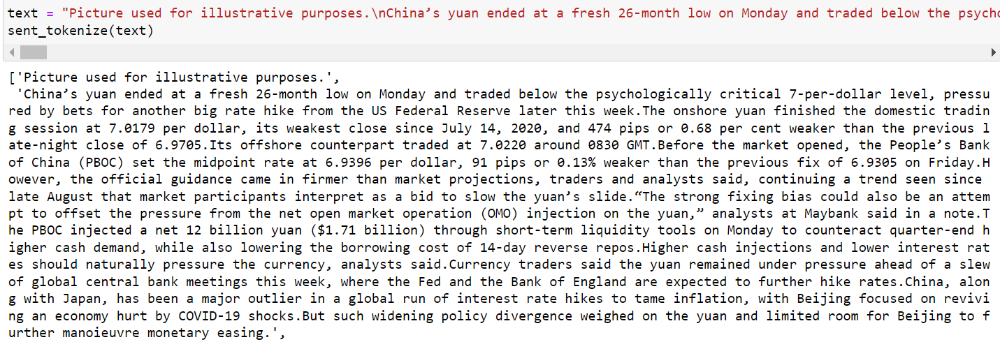 text = "Picture used for illustrative purposes.\nChina’s yuan ended at a fresh 26-month low on Monday and traded below the psycho
sent_tokenize(text)
['Picture used for illustrative purposes.',
'China’s yuan ended at a fresh 26-month low on Monday and traded below the psychologically critical 7-per-dollar level, pressu
red by bets for another big rate hike from the US Federal Reserve later this week.The onshore yuan finished the domestic tradin
g session at 7.0179 per dollar, its weakest close since July 14, 2020, and 474 pips or 0.68 per cent weaker than the previous l
ate-night close of 6.9705.Its offshore counterpart traded at 7.0220 around 0830 GMT.Before the market opened, the People’s Bank
of China (PBOC) set the midpoint rate at 6.9396 per dollar, 91 pips or 0.13% weaker than the previous fix of 6.9305 on Friday.H
owever, the official guidance came in firmer than market projections, traders and analysts said, continuing a trend seen since
late August that market participants interpret as a bid to slow the yuan’s slide.“The strong fixing bias could also be an attem
pt to offset the pressure from the net open market operation (OMO) injection on the yuan,” analysts at Maybank said in a note.T
he PBOC injected a net 12 billion yuan ($1.71 billion) through short-term liquidity tools on Monday to counteract quarter-end h
igher cash demand, while also lowering the borrowing cost of 14-day reverse repos.Higher cash injections and lower interest rat
es should naturally pressure the currency, analysts said.Currency traders said the yuan remained under pressure ahead of a slew
of global central bank meetings this week, where the Fed and the Bank of England are expected to further hike rates.China, alon
g with Japan, has been a major outlier in a global run of interest rate hikes to tame inflation, with Beijing focused on revivi
ng an economy hurt by COVID-19 shocks.But such widening policy divergence weighed on the yuan and limited room for Beijing to f
urther manoieuvre monetary easing.',